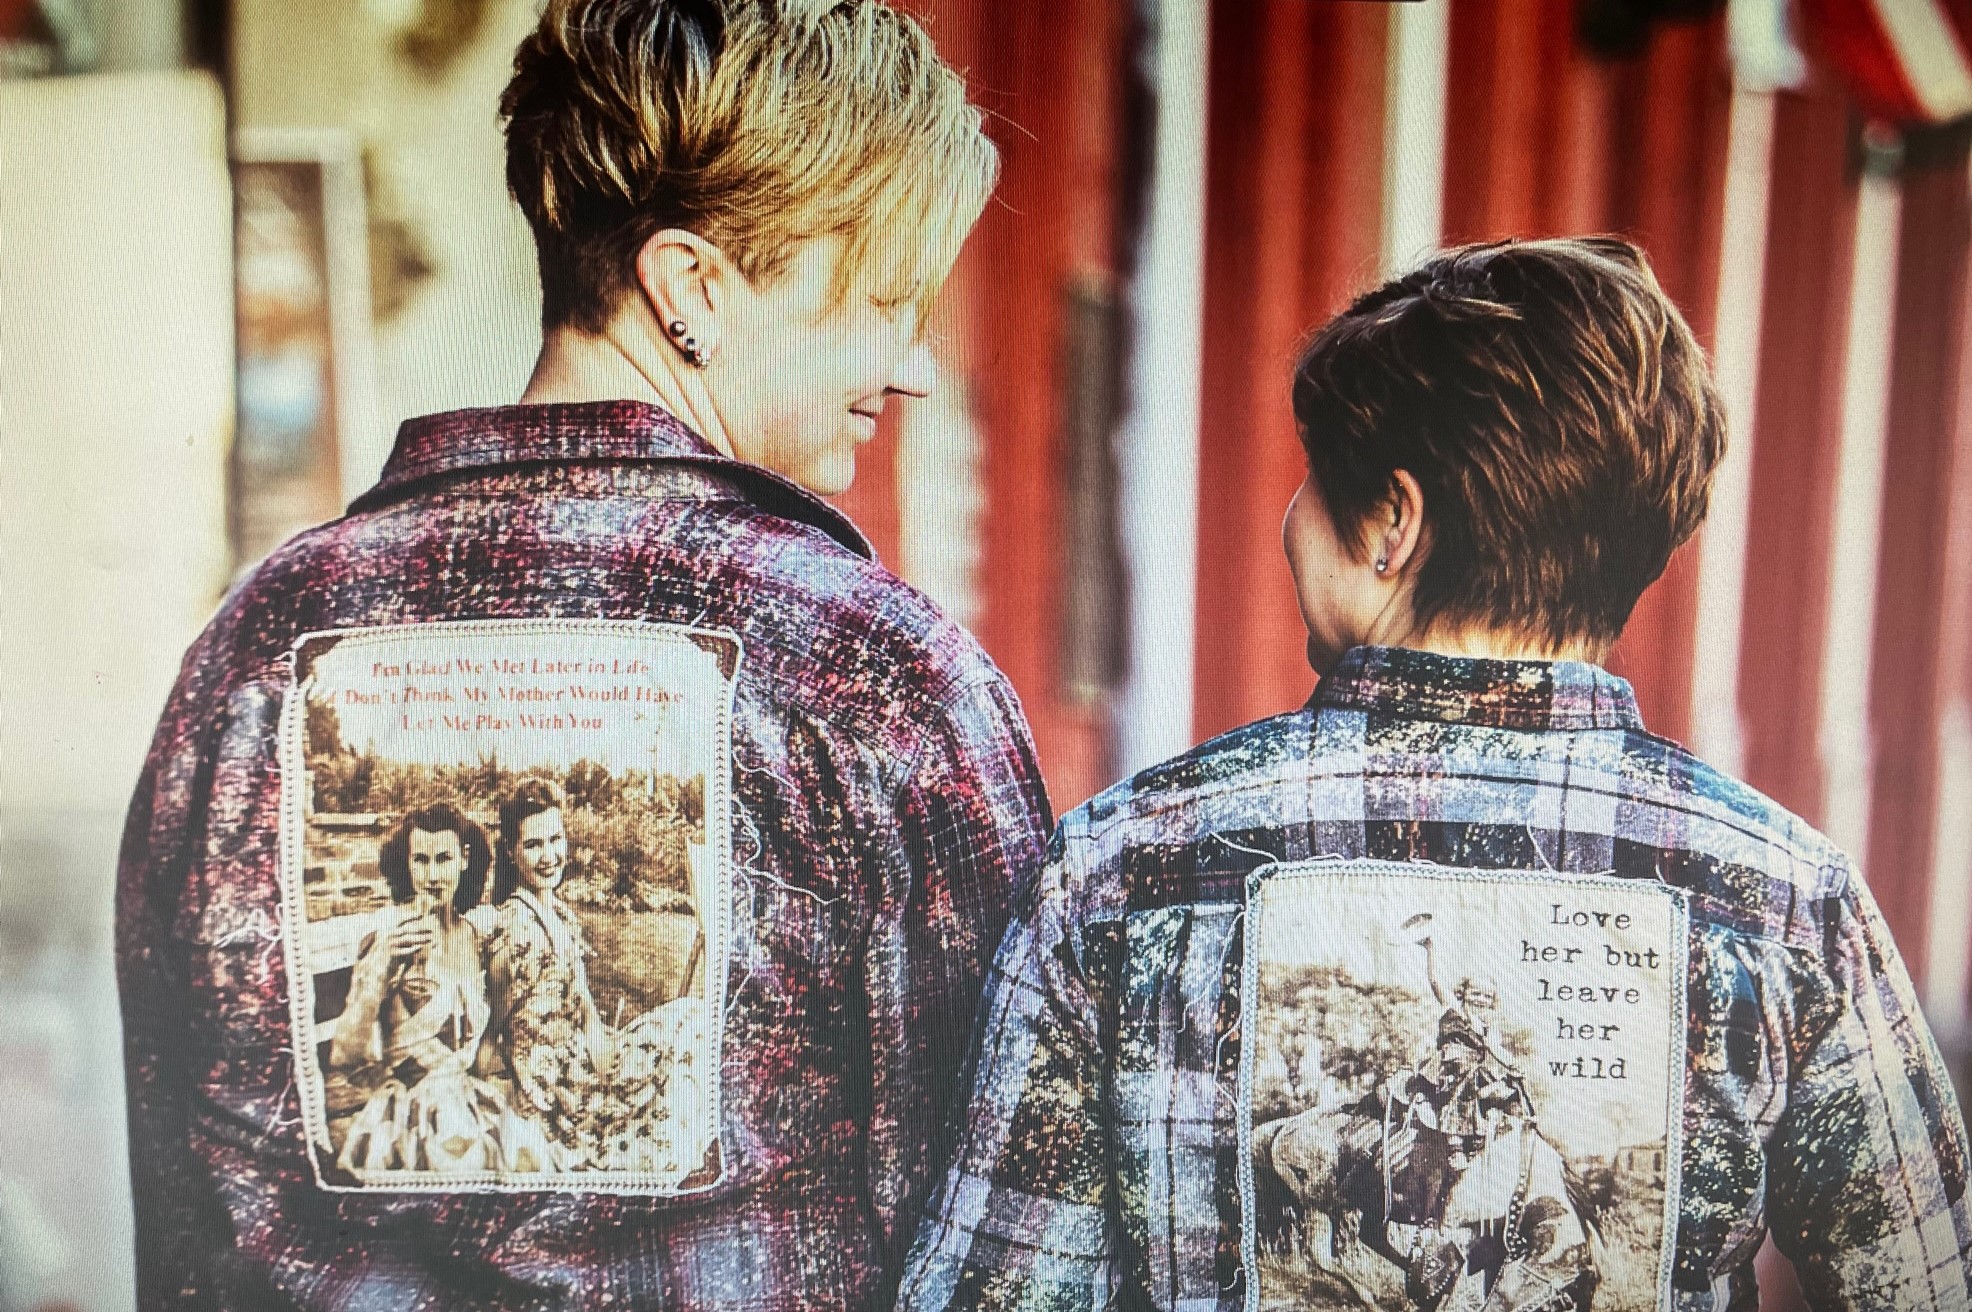 I'm Glad We Met Later in Life
I Don't Think My Mother Would Have
Let Me Play With You
Love
her but
leave
her
wild